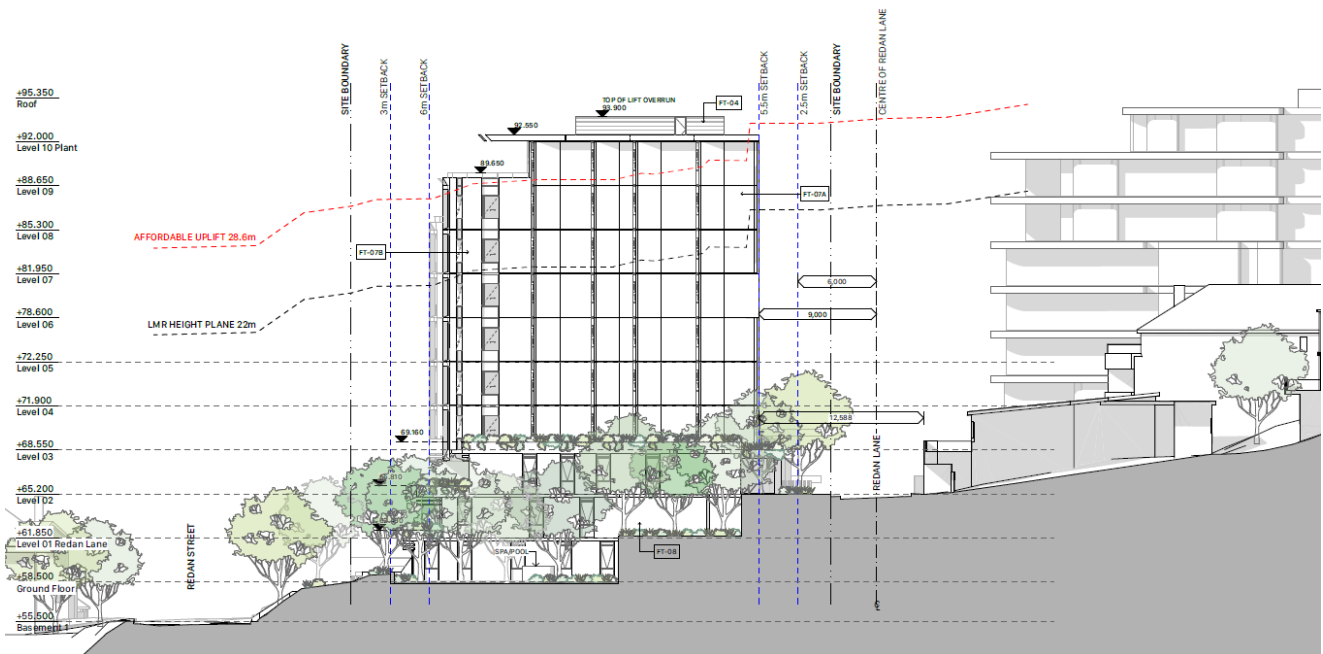 SITE BOUNDARY
3m SETBACK
6m SETBACK
5.5m SETBACK
2.5m SETBACK
SITE BOUNDARY
CENTRE OF REDAN LANE
+95.350
Roof
TOP OF LIFT OVERRUN
93.900
FT-04
92.550
+92.000
Level 10 Plant
89.650
+88.650
Level 09
FT-07A
+85.300
Level 08
AFFORDABLE UPLIFT 28.6m
FT-07B
+81.950
Level 07
6,000
9,000
+78.600
Level 06
LMR HEIGHT PLANE 22m
+72.250
Level 05
+71.900
Level 04
12,588
69.160
+68.550
Level 03
REDAN LANE
+65.200
Level 02
REDAN STREET
+61.850
Level 01 Redan Lane
SPA/POOL
FT-08
+58.500
Ground Floor
+55.500
Basement 1